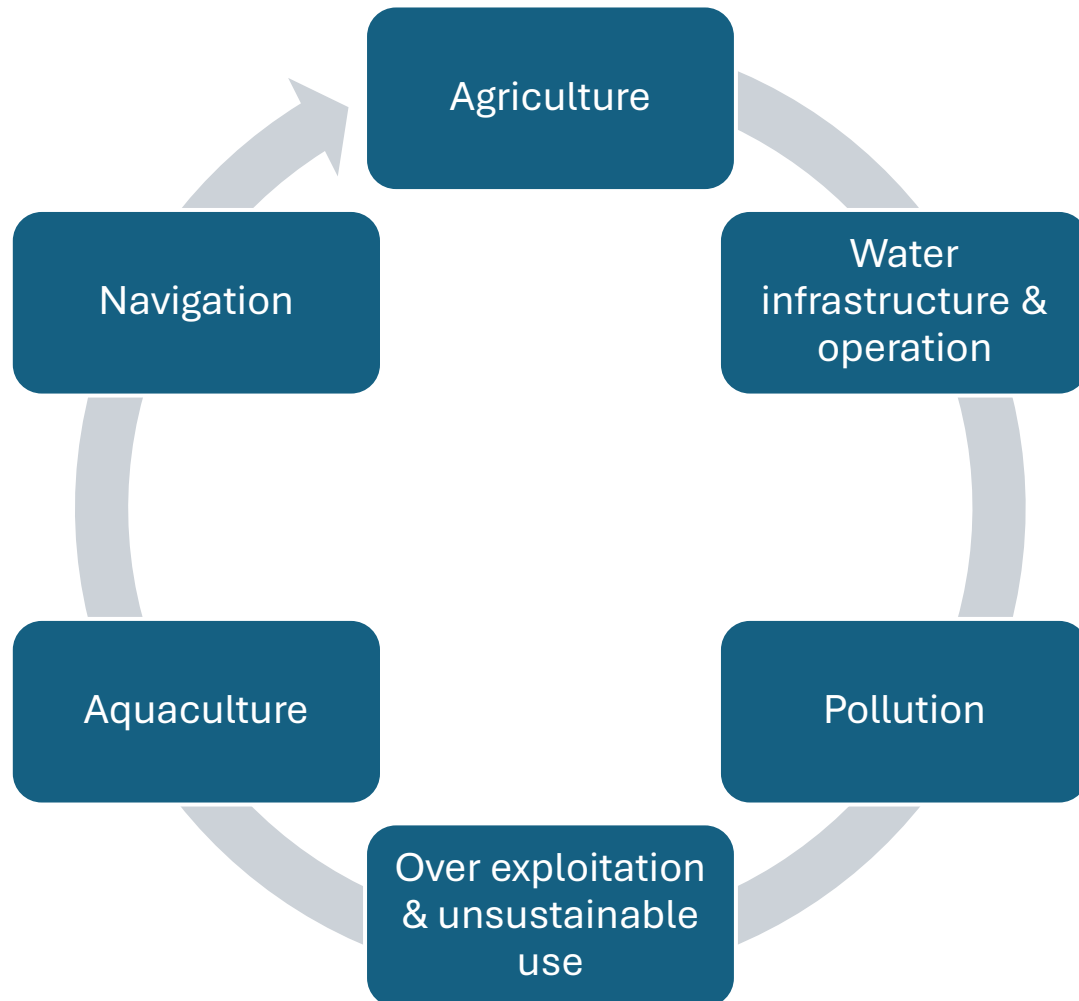 Agriculture
Water
infrastructure &
operation
Pollution
Over exploitation
& unsustainable
use
Aquaculture
Navigation